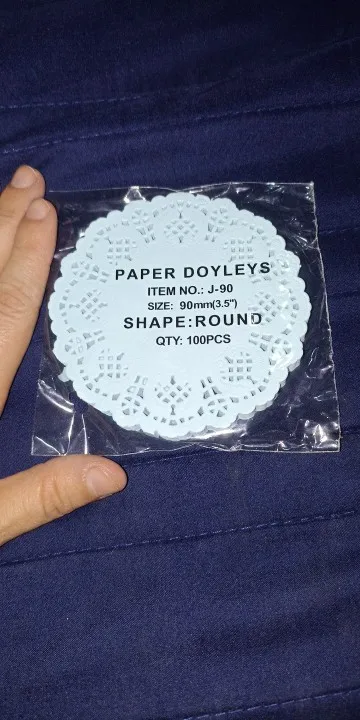 PAPER DOYLEYS
ITEM NO.: J-90
SIZE: 90mm(3.5")
SHAPE:ROUND
QTY: 100PCS